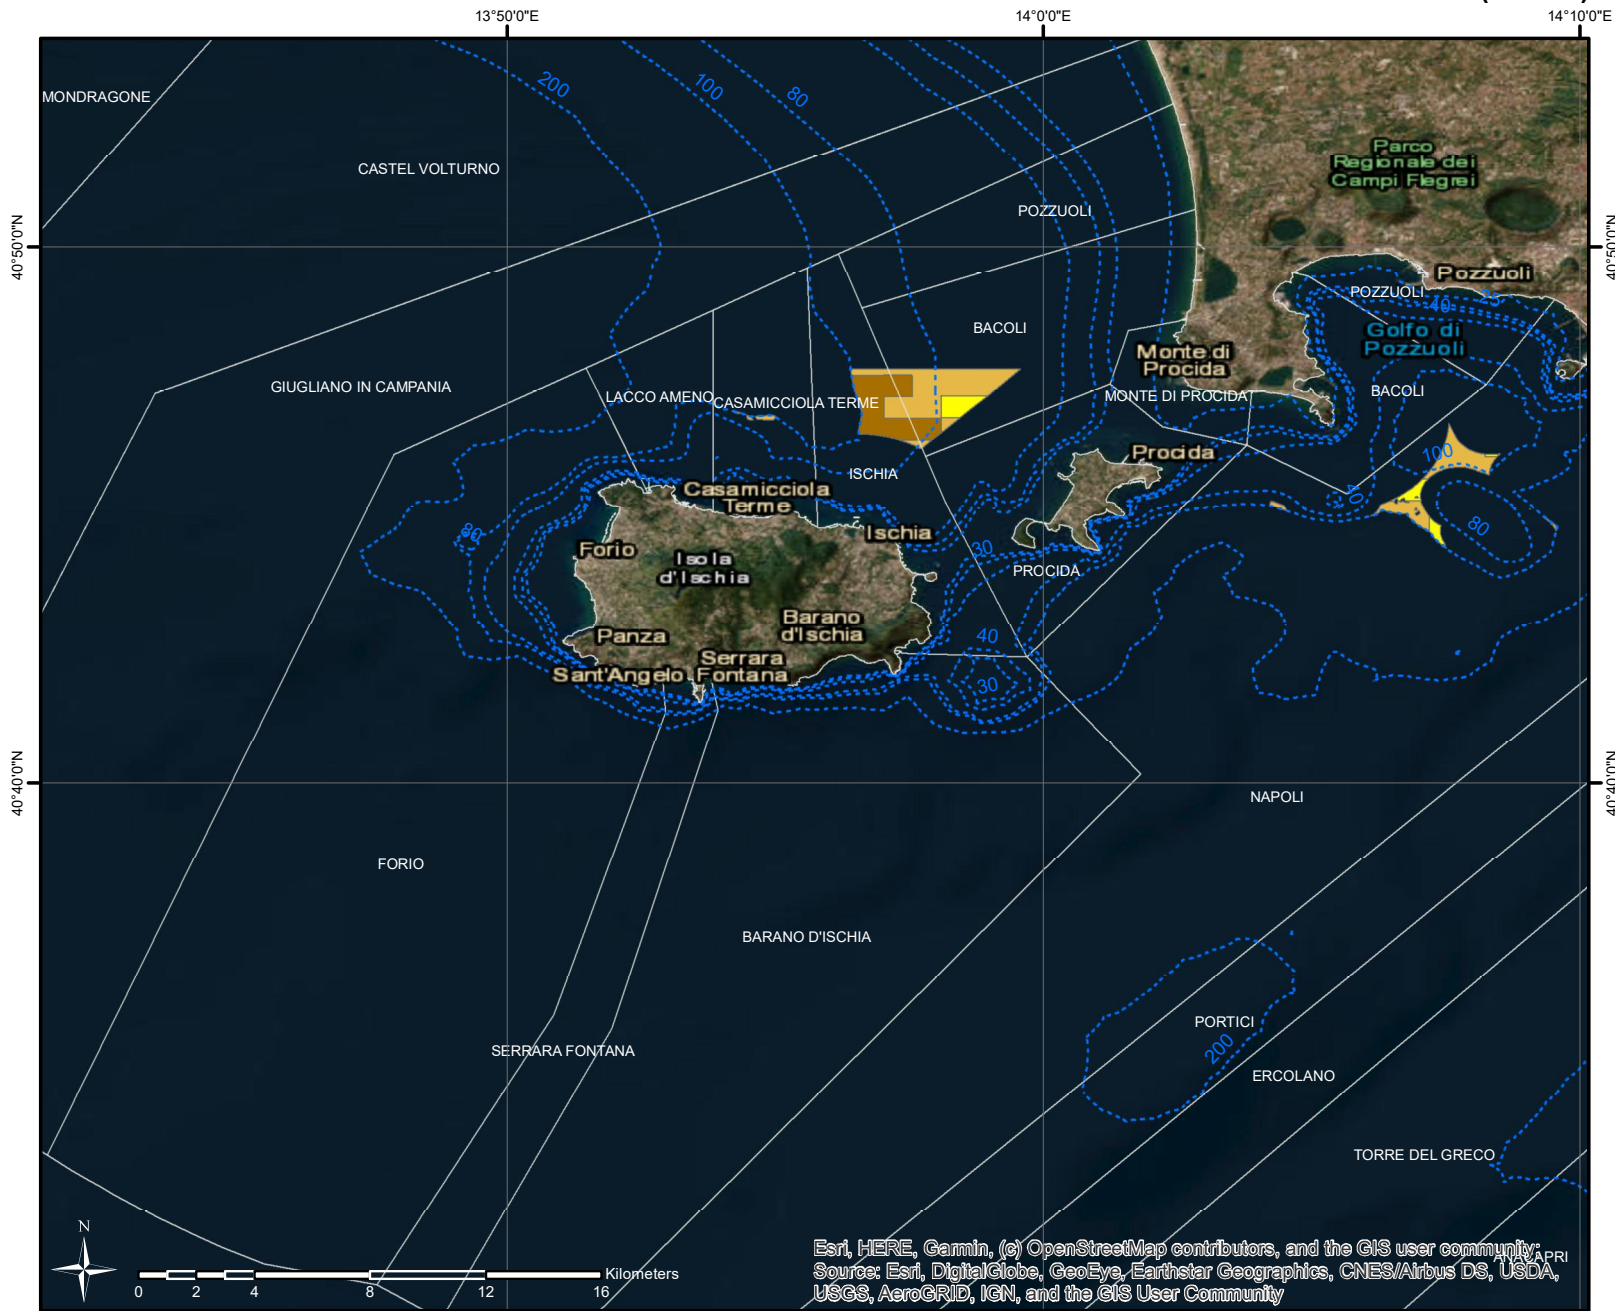 13°50'0"E
14°0'0"E
14°10'0"E
MONDRAGONE
200
100
80
CASTEL VOLTURNO
Parco
Regionale dei
Campi Flegrei
POZZUOLI
40°50'0"N
40°50'0"N
Pozzuoli
POZZUOLI
40
25
BACOLI
Golfo di
Pozzuoli
Monte di
Procida
GIUGLIANO IN CAMPANIA
LACCO AMENO
CASAMICCIOLA TERME
MONTE DI PROCIDA
BACOLI
Procida
100
ISCHIA
Casamicciola
Terme
40
80
Ischia
80
Forio
30
Isola
d'Ischia
PROCIDA
Barano
d'Ischia
Panza
40
Serrara
Fontana
Sant'Angelo
30
40°40'0"N
40°40'0"N
NAPOLI
FORIO
BARANO D'ISCHIA
PORTICI
200
SERRARA FONTANA
ERCOLANO
TORRE DEL GRECO
N
ANACAPRI
Kilometers
0 2 4 8 12 16
Esri, HERE, Garmin, (c) OpenStreetMap contributors, and the GIS user community;
Source: Esri, DigitalGlobe, GeoEye, Earthstar Geographics, CNES/Airbus DS, USDA,
USGS, AeroGRID, IGN, and the GIS User Community